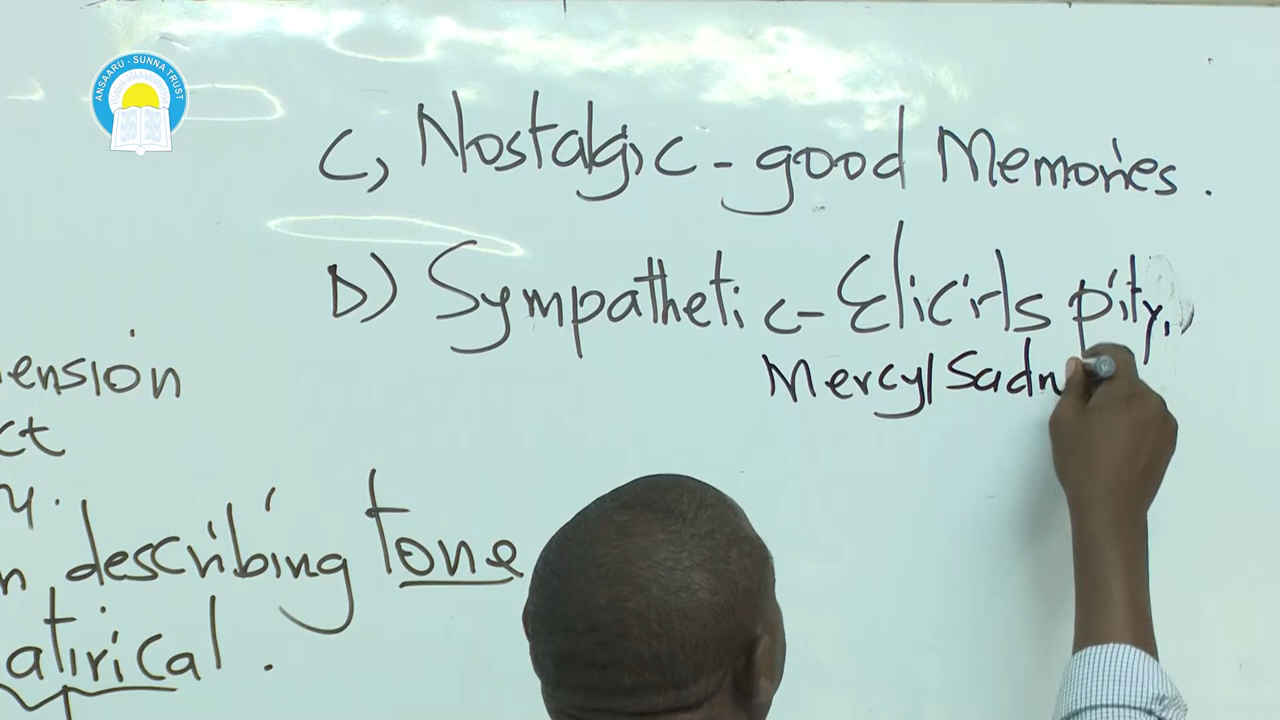 ANSAARU - SUNNA TRUST
C, Nostalgic - good Memories.
D) Sympathetic - Elicits pity,
Mercy/Sadn
ension
ct
y.
n describing tone
atirical.